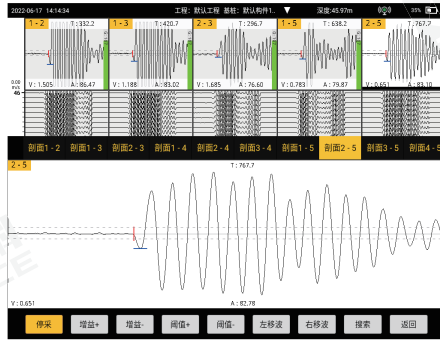 2022-06-17 14:14:34 工程: 默认工程 基桩: 默认构件1... ▼ 深度:45.97m 35%
1 - 2 T : 332.2 1 - 3 T : 420.7 2 - 3 T : 296.7 1 - 5 T : 638.2 2 - 5 T : 767.7
V : 1.505 A : 86.47 V : 1.188 A : 83.02 V : 1.685 A : 76.60 V : 0.783 A : 79.87 V : 0.651 A : 83.10
0.00
m/s
46
剖面1 - 2 剖面1 - 3 剖面2 - 3 剖面1 - 4 剖面2 - 4 剖面3 - 4 剖面1 - 5 剖面2 - 5 剖面3 - 5 剖面4 - 5
2 - 5 T : 767.7
V : 0.651 A : 82.78
停采 增益+ 增益- 阈值+ 阈值- 左移波 右移波 搜索 返回